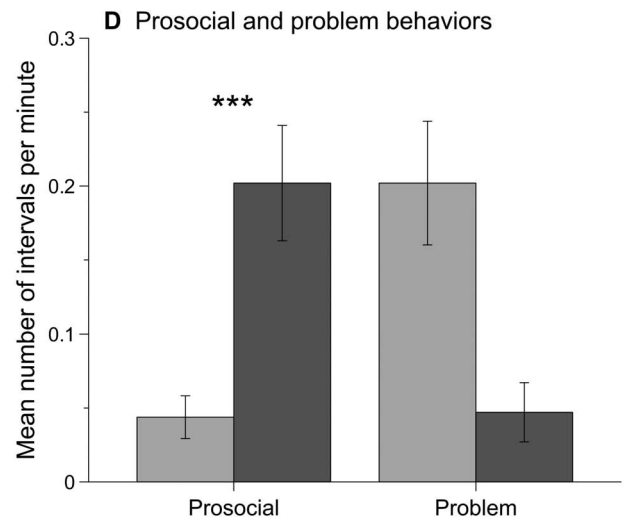 D Prosocial and problem behaviors
0.3
***
0.2
0.1
0
Mean number of intervals per minute
Prosocial
Problem